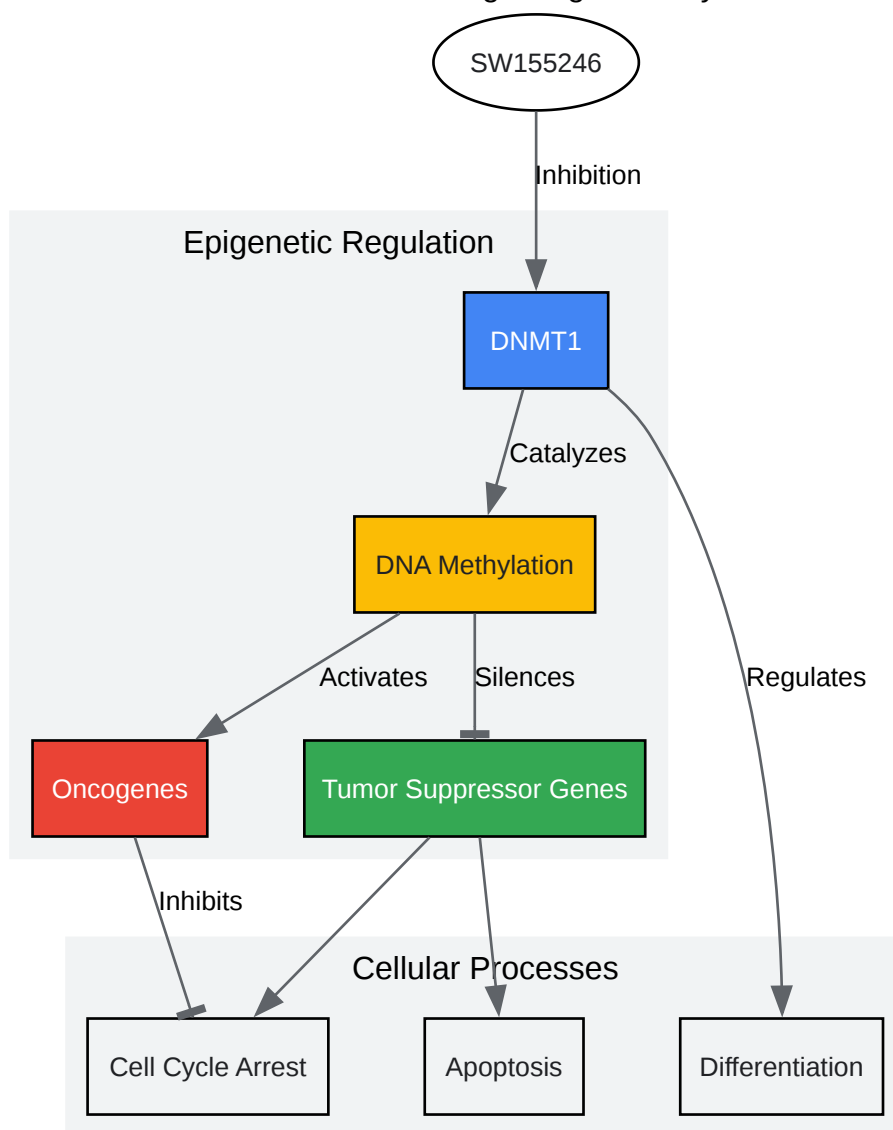 SW155246
Inhibition
Epigenetic Regulation
DNMT1
Catalyzes
DNA Methylation
Activates
Silences
Regulates
Oncogenes
Tumor Suppressor Genes
Inhibits
Cellular Processes
Cell Cycle Arrest
Apoptosis
Differentiation